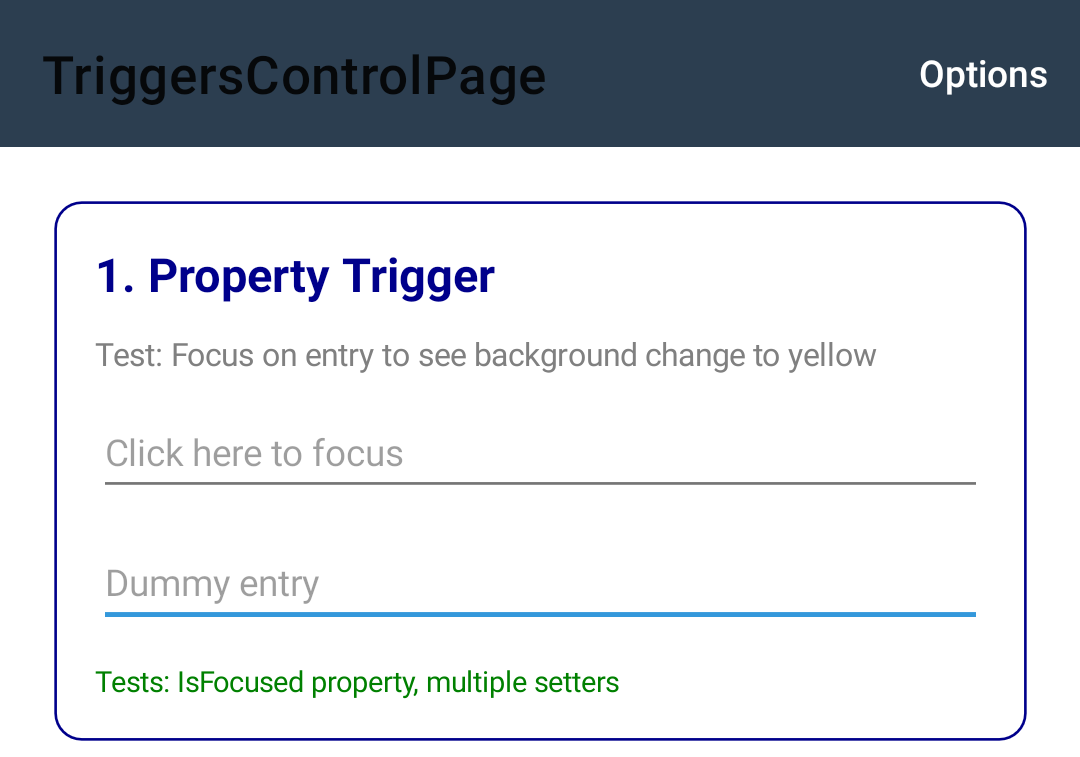 TriggersControlPage
Options
1. Property Trigger
Test: Focus on entry to see background change to yellow
Click here to focus
Dummy entry
Tests: IsFocused property, multiple setters